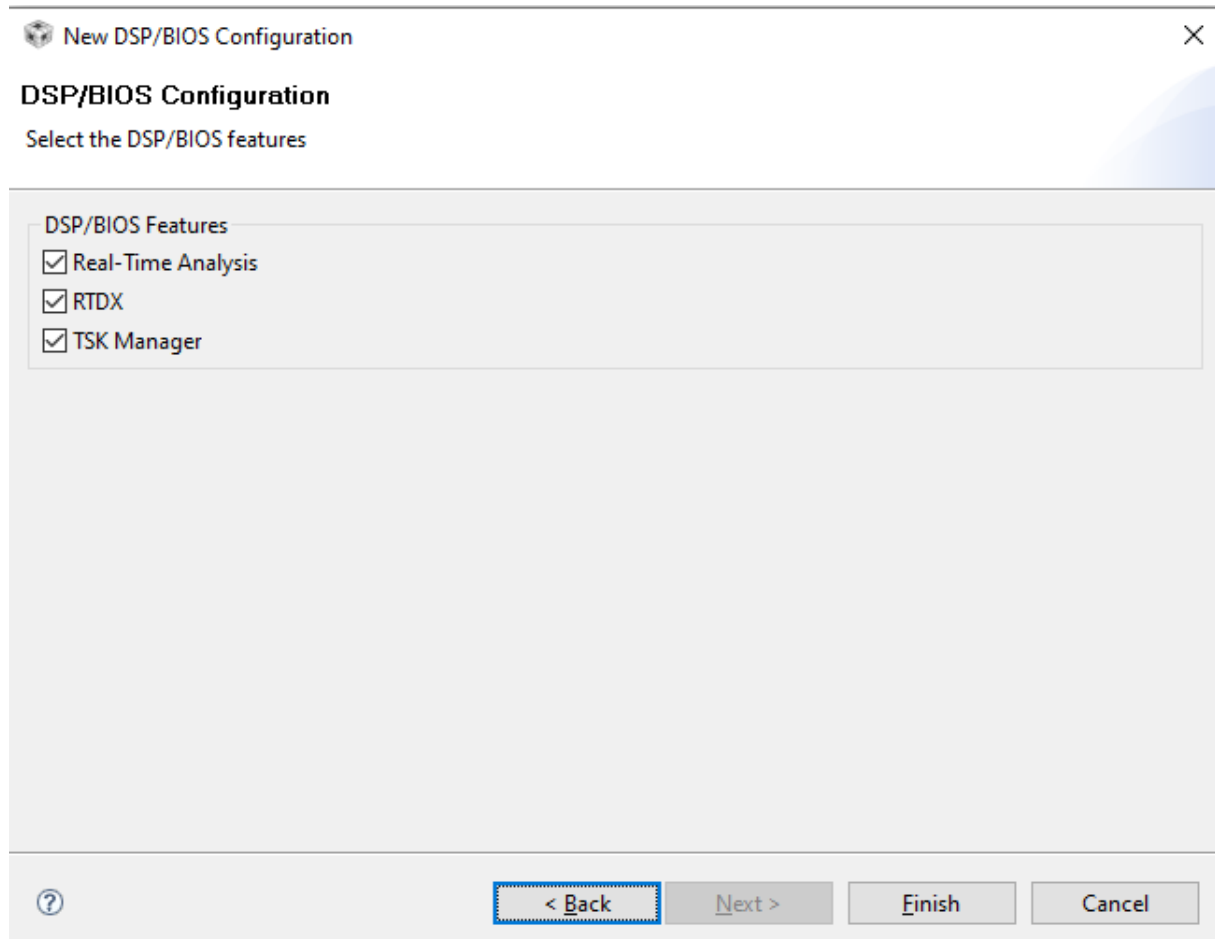 New DSP/BIOS Configuration
DSP/BIOS Configuration
Select the DSP/BIOS features
DSP/BIOS Features
Real-Time Analysis
RTDX
TSK Manager
< Back Next > Finish Cancel